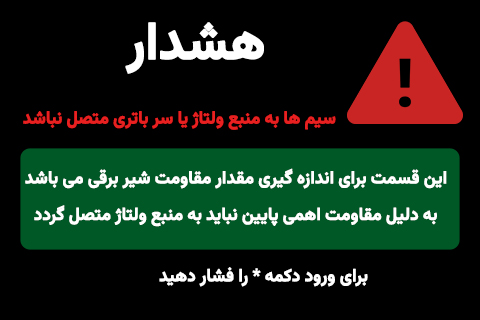 هشدار
!
سیم ها به منبع ولتاژ یا سر باتری متصل نباشد
این قسمت برای اندازه گیری مقدار مقاومت شیر برقی می باشد
به دلیل مقاومت اهمی پایین نباید به منبع ولتاژ متصل گردد
برای ورود دکمه * را فشار دهید